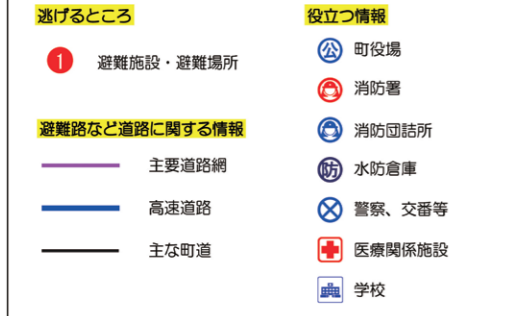 逃げるところ
1 避難施設・避難場所
避難路など道路に関する情報
主要道路網
高速道路
主な町道
役立つ情報
公 町役場
消防署
消防団詰所
防 水防倉庫
警察、交番等
医療関係施設
学校